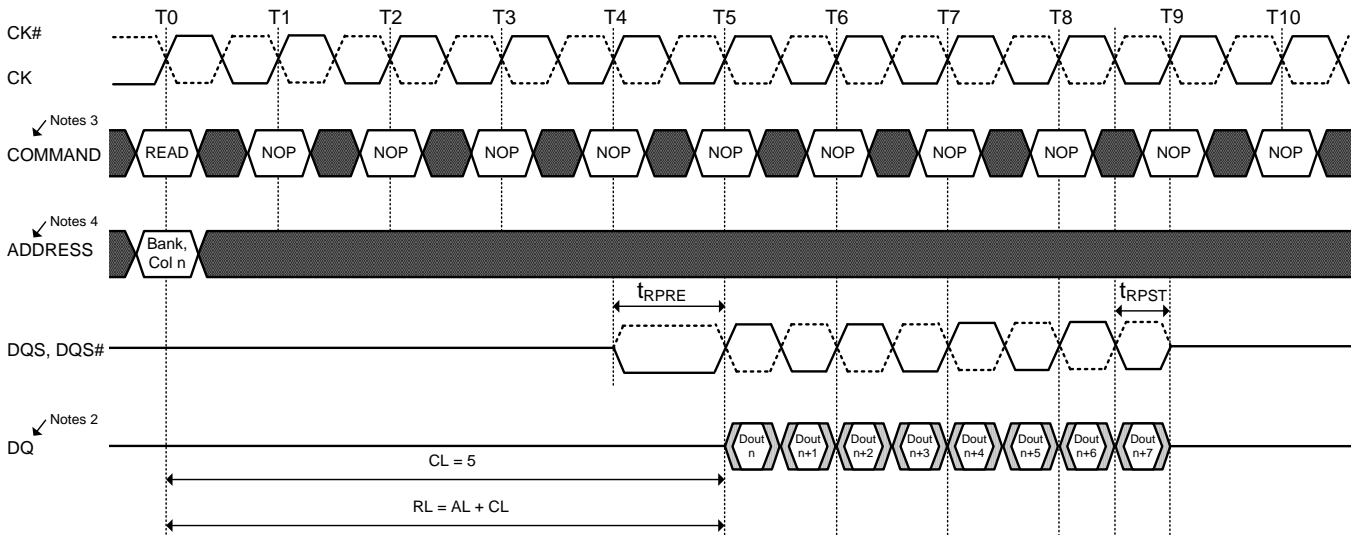 T0 T1 T2 T3 T4 T5 T6 T7 T8 T9 T10
CK#
CK
Notes 3
COMMAND READ NOP NOP NOP NOP NOP NOP NOP NOP NOP NOP
Notes 4
ADDRESS
Bank,
Col n
tRPRE tRPST
DQS, DQS#
Notes 2
DQ
Dout Dout Dout Dout Dout Dout Dout Dout
n n+1 n+2 n+3 n+4 n+5 n+6 n+7
CL = 5
RL = AL + CL